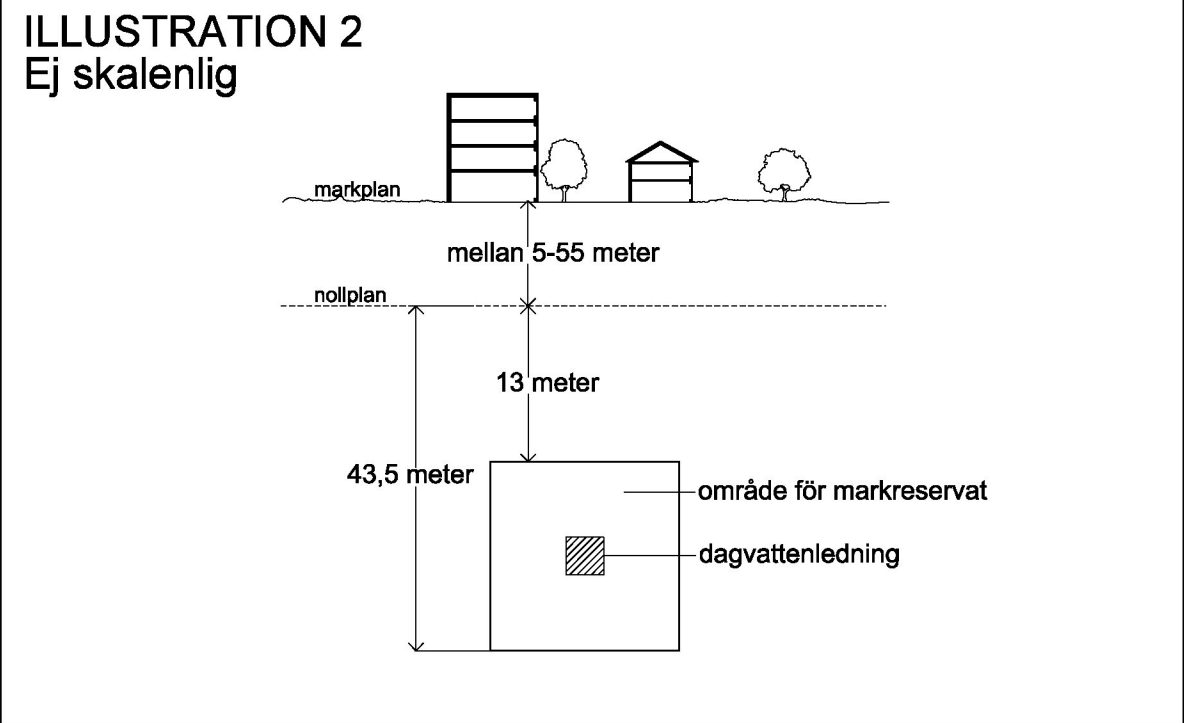 ILLUSTRATION 2
Ej skalenlig
markplan
mellan 5-55 meter
nollplan
13 meter
43,5 meter
område för markreservat
dagvattenledning